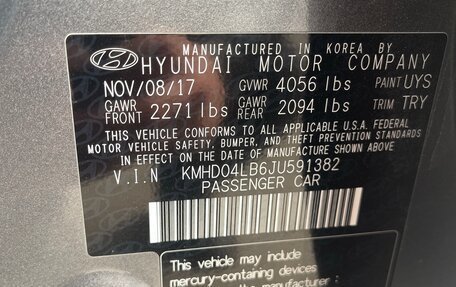 MANUFACTURED IN KOREA BY
HYUNDAI MOTOR COMPANY
NOV/08/17 GVWR 4056 lbs PAINT UYS
GAWR FRONT 2271 lbs GAWR REAR 2094 lbs TRIM TRY
THIS VEHICLE CONFORMS TO ALL APPLICABLE U.S.A. FEDERAL
MOTOR VEHICLE SAFETY, BUMPER, AND THEFT PREVENTION STANDARDS
IN EFFECT ON THE DATE OF MANUFACTURE SHOWN ABOVE.
V.I.N KMHD04LB6JU591382
PASSENGER CAR
This vehicle may include
mercury-containing devices